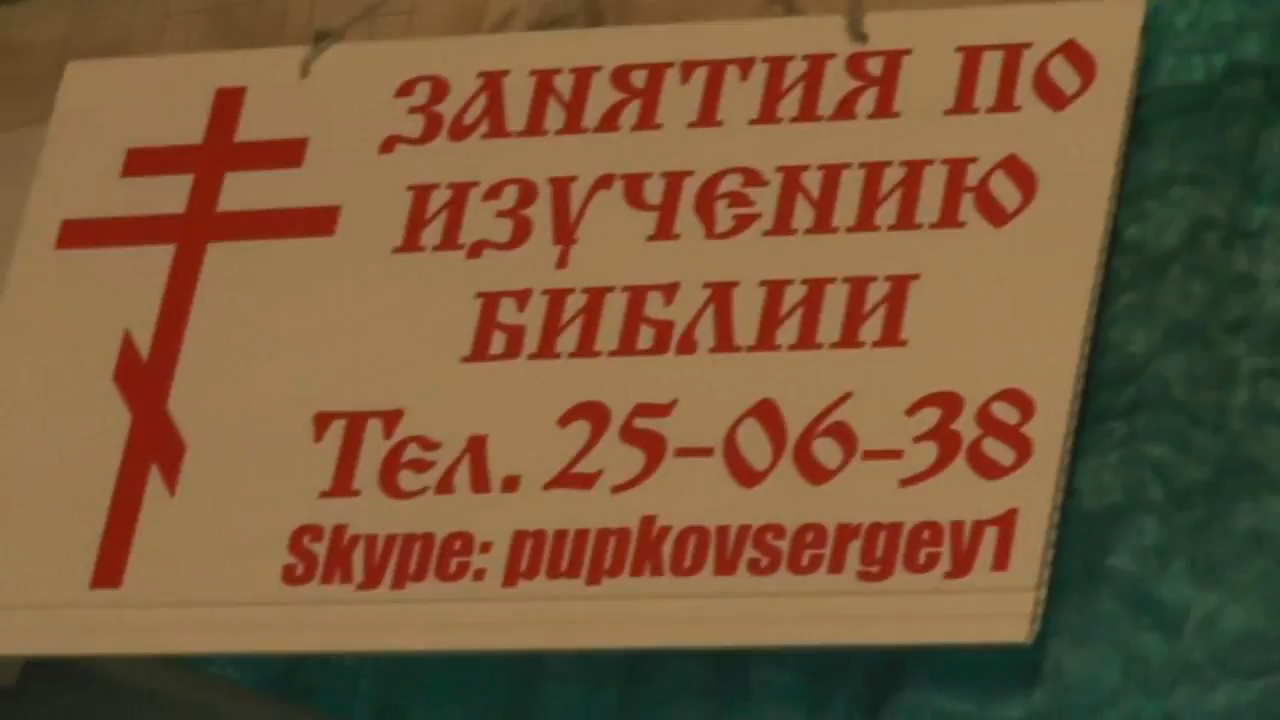 ЗАНЯТИЯ ПО
ИЗУЧЕНИЮ
БИБЛИИ
Тел. 25-06-38
Skype: pupkovsergey1